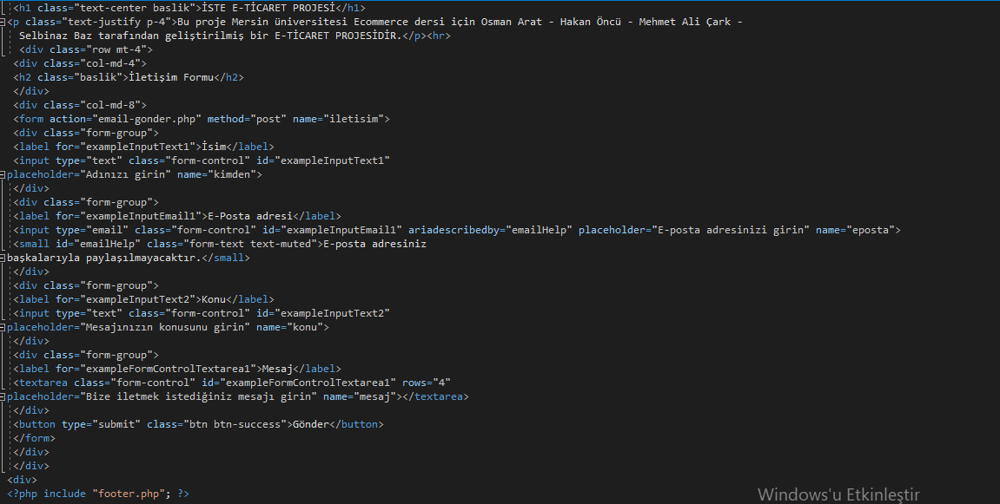 <h1 class="text-center baslik">İSTE E-TİCARET PROJESİ</h1>
<p class="text-justify p-4">Bu proje Mersin üniversitesi Ecommerce dersi için Osman Arat - Hakan Öncü - Mehmet Ali Çark -
Selbinaz Baz tarafından geliştirilmiş bir E-TİCARET PROJESİDİR.</p><hr>
<div class="row mt-4">
<div class="col-md-4">
<h2 class="baslik">İletişim Formu</h2>
</div>
<div class="col-md-8">
<form action="email-gonder.php" method="post" name="iletisim">
<div class="form-group">
<label for="exampleInputText1">İsim</label>
<input type="text" class="form-control" id="exampleInputText1"
placeholder="Adınızı girin" name="kimden">
</div>
<div class="form-group">
<label for="exampleInputEmail1">E-Posta adresi</label>
<input type="email" class="form-control" id="exampleInputEmail1" ariadescribedby="emailHelp" placeholder="E-posta adresinizi girin" name="eposta">
<small id="emailHelp" class="form-text text-muted">E-posta adresiniz
başkalarıyla paylaşılmayacaktır.</small>
</div>
<div class="form-group">
<label for="exampleInputText2">Konu</label>
<input type="text" class="form-control" id="exampleInputText2"
placeholder="Mesajınızın konusunu girin" name="konu">
</div>
<div class="form-group">
<label for="exampleFormControlTextarea1">Mesaj</label>
<textarea class="form-control" id="exampleFormControlTextarea1" rows="4"
placeholder="Bize iletmek istediğiniz mesajı girin" name="mesaj"></textarea>
</div>
<button type="submit" class="btn btn-success">Gönder</button>
</form>
</div>
</div>
<div>
<?php include "footer.php"; ?>
Windows'u Etkinleştir